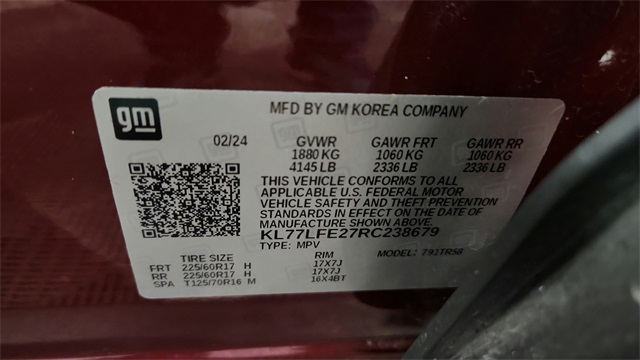 gm
MFD BY GM KOREA COMPANY
02/24 GVWR GAWR FRT GAWR RR
1880 KG 1060 KG 1060 KG
4145 LB 2336 LB 2336 LB
THIS VEHICLE CONFORMS TO ALL
APPLICABLE U.S. FEDERAL MOTOR
VEHICLE SAFETY AND THEFT PREVENTION
STANDARDS IN EFFECT ON THE DATE OF
MANUFACTURE SHOWN ABOVE.
KL77LFE27RC238679
TYPE: MPV MODEL: 791TR58
TIRE SIZE RIM
FRT 225/60R17 H 17X7J
RR 225/60R17 H 17X7J
SPA T125/70R16 M 16X4BT